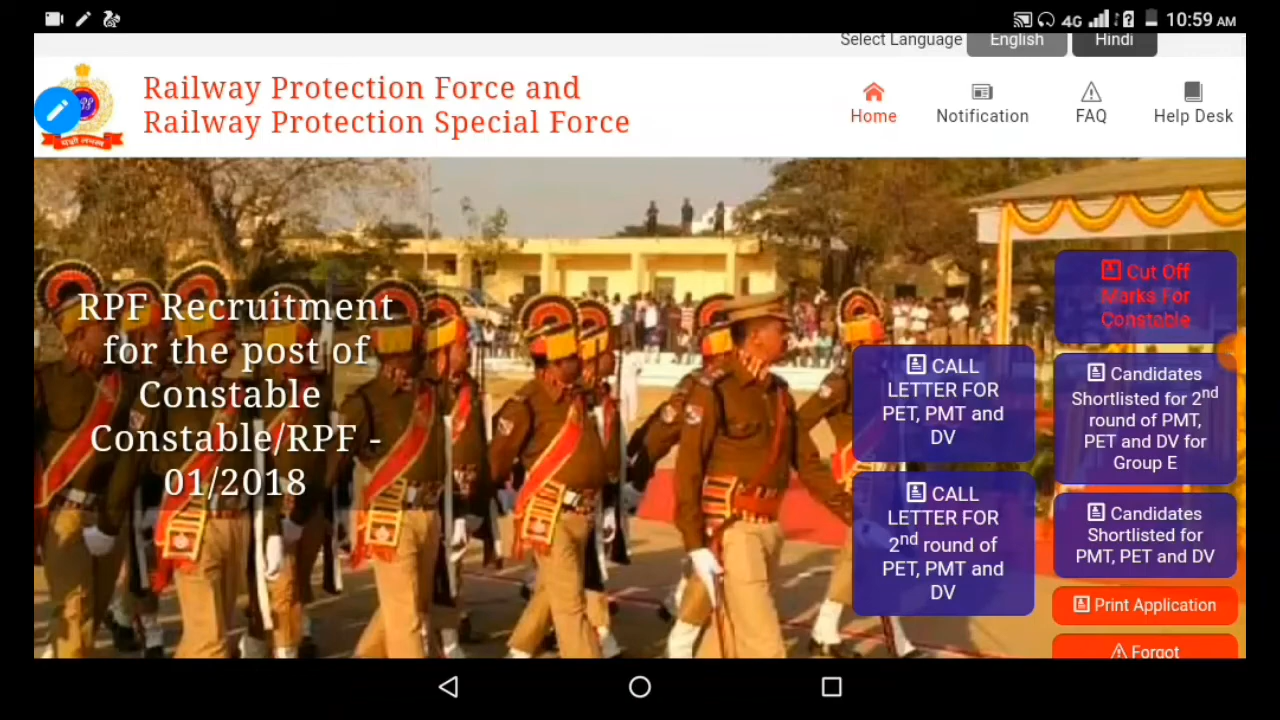 4G 10:59 AM
Select Language English Hindi
Railway Protection Force and
Railway Protection Special Force
Home Notification FAQ Help Desk
RPF Recruitment
for the post of
Constable
Constable/RPF -
01/2018
CALL
LETTER FOR
PET, PMT and
DV
CALL
LETTER FOR
2nd round of
PET, PMT and
DV
Cut Off
Marks For
Constable
Candidates
Shortlisted for 2nd
round of PMT,
PET and DV for
Group E
Candidates
Shortlisted for
PMT, PET and DV
Print Application
Forgot